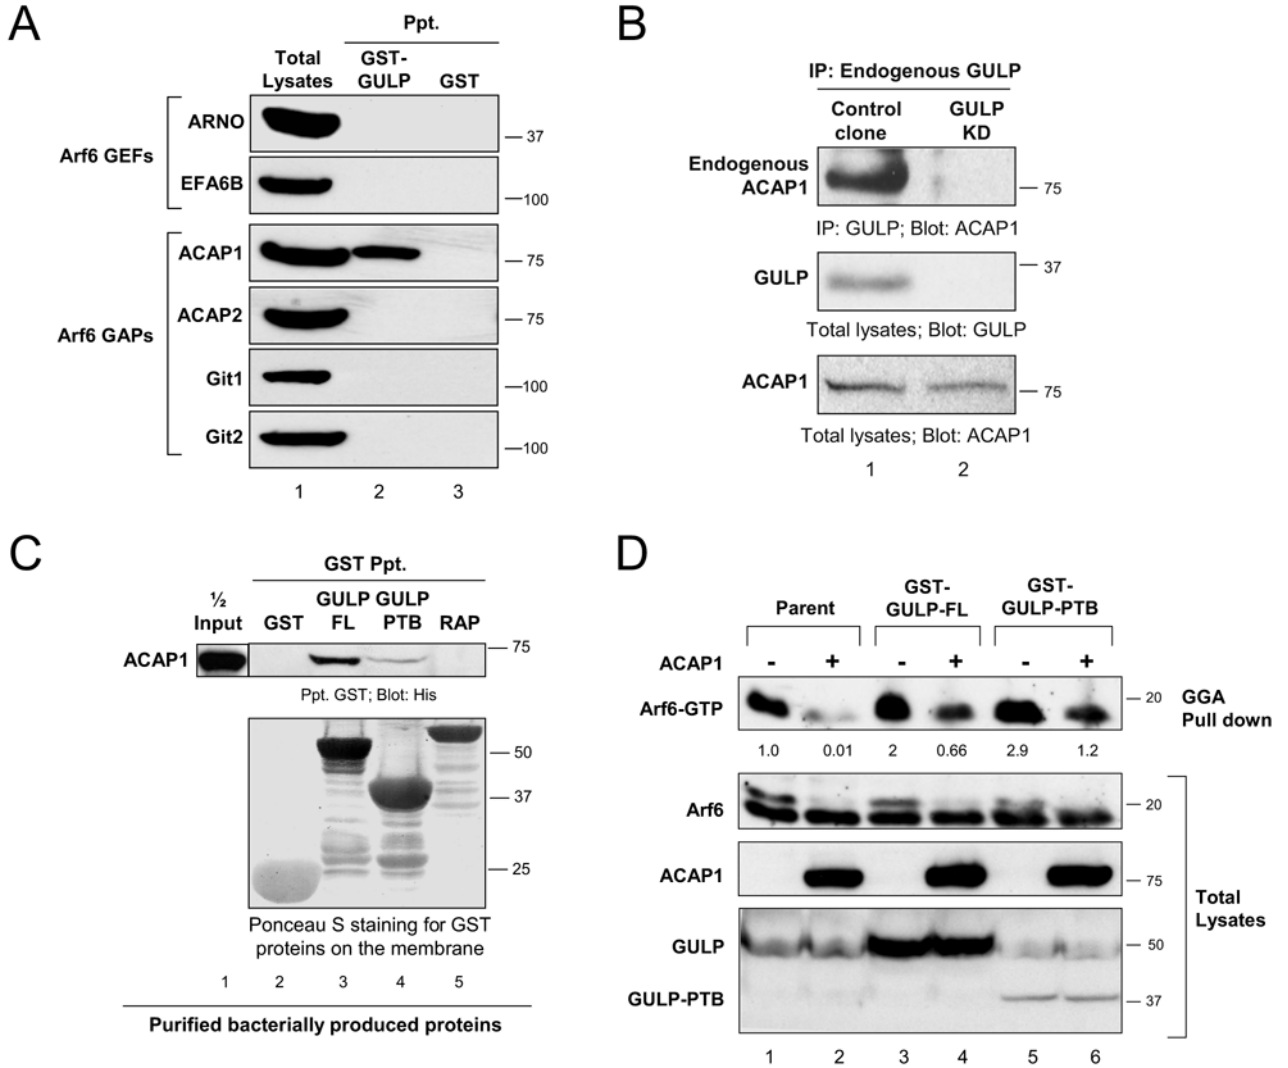 A
Ppt.
Total
Lysates
GST-
GULP
GST
Arf6 GEFs
ARNO
37
EFA6B
100
Arf6 GAPs
ACAP1
75
ACAP2
75
Git1
100
Git2
100
1 2 3
B
IP: Endogenous GULP
Control
clone
GULP
KD
Endogenous
ACAP1
75
IP: GULP; Blot: ACAP1
GULP
37
Total lysates; Blot: GULP
ACAP1
75
Total lysates; Blot: ACAP1
1 2
C
GST Ppt.
½
Input
GST
GULP
FL
GULP
PTB
RAP
ACAP1
75
Ppt. GST; Blot: His
50
37
25
Ponceau S staining for GST
proteins on the membrane
1 2 3 4 5
Purified bacterially produced proteins
D
Parent
GST-
GULP-FL
GST-
GULP-PTB
ACAP1 - + - + - +
Arf6-GTP
20
GGA
Pull down
1.0 0.01 2 0.66 2.9 1.2
Arf6
20
ACAP1
75
Total
Lysates
GULP
50
GULP-PTB
37
1 2 3 4 5 6